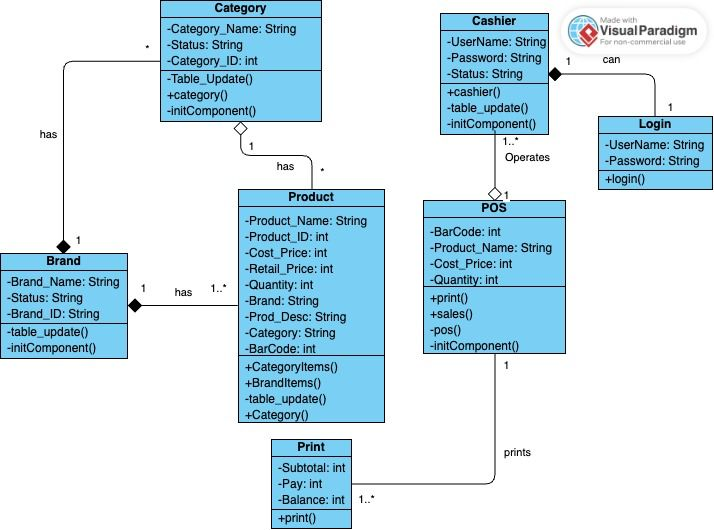 Category
-Category_Name: String
-Status: String
-Category_ID: int
-Table_Update()
+category()
-initComponent()
Cashier
-UserName: String
-Password: String
-Status: String
+cashier()
-table_update()
-initComponent()
Made with
VisualParadigm
For non-commercial use
1
can
1
Login
-UserName: String
-Password: String
+login()
*
has
1
1
has
*
1..*
Operates
1
Brand
-Brand_Name: String
-Status: String
-Brand_ID: String
-table_update()
-initComponent()
1
has
1..*
Product
-Product_Name: String
-Product_ID: int
-Cost_Price: int
-Retail_Price: int
-Quantity: int
-Brand: String
-Prod_Desc: String
-Category: String
-BarCode: int
+CategoryItems()
+BrandItems()
-table_update()
+Category()
POS
-BarCode: int
-Product_Name: String
-Cost_Price: int
-Quantity: int
+print()
+sales()
-pos()
-initComponent()
1
prints
1..*
Print
-Subtotal: int
-Pay: int
-Balance: int
+print()